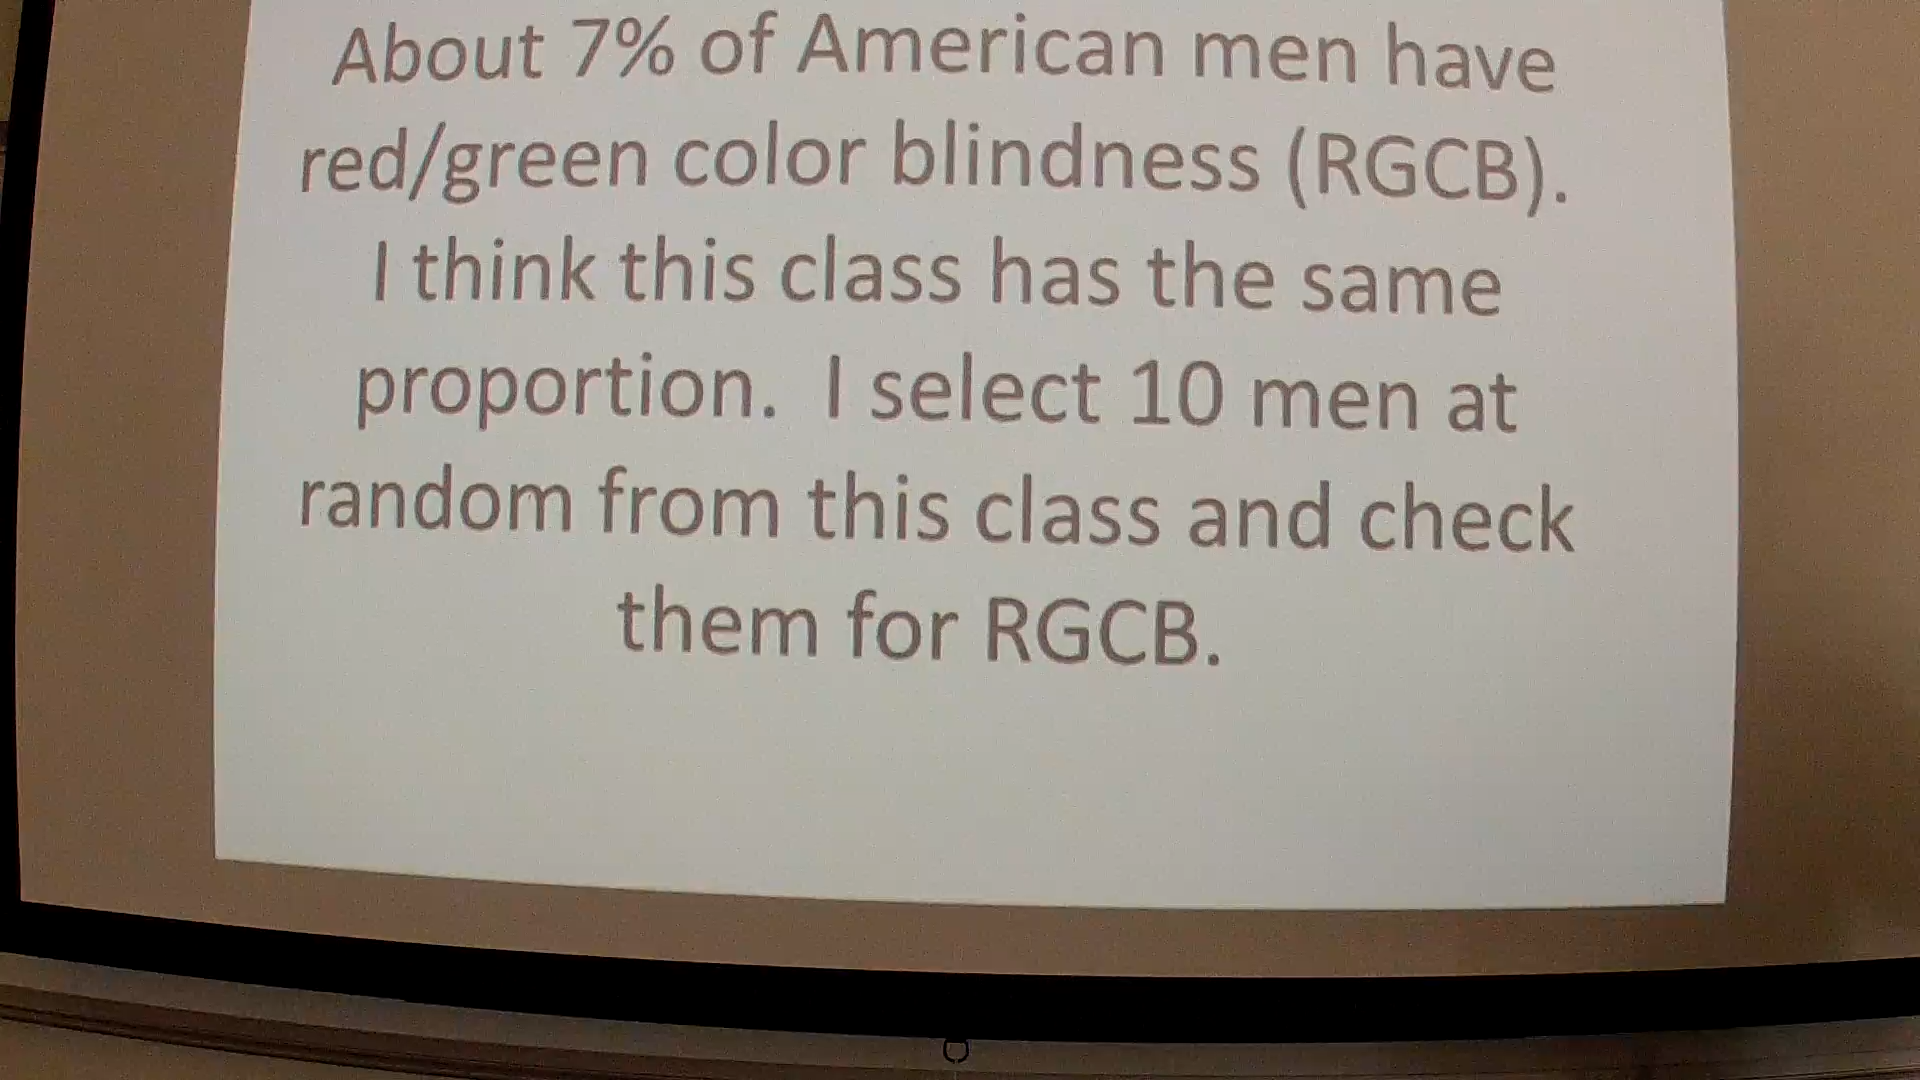 About 7% of American men have
red/green color blindness (RGCB).
I think this class has the same
proportion.  I select 10 men at
random from this class and check
them for RGCB.